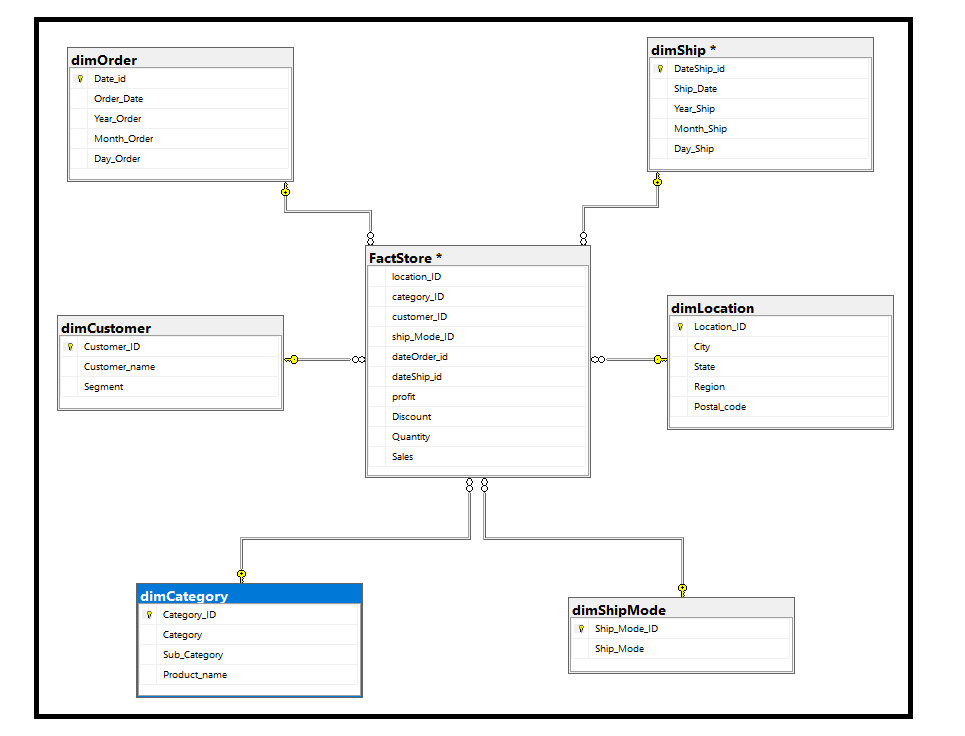 dimOrder
Date_id
Order_Date
Year_Order
Month_Order
Day_Order
dimShip *
DateShip_id
Ship_Date
Year_Ship
Month_Ship
Day_Ship
FactStore *
location_ID
category_ID
customer_ID
ship_Mode_ID
dateOrder_id
dateShip_id
profit
Discount
Quantity
Sales
dimCustomer
Customer_ID
Customer_name
Segment
dimLocation
Location_ID
City
State
Region
Postal_code
dimCategory
Category_ID
Category
Sub_Category
Product_name
dimShipMode
Ship_Mode_ID
Ship_Mode